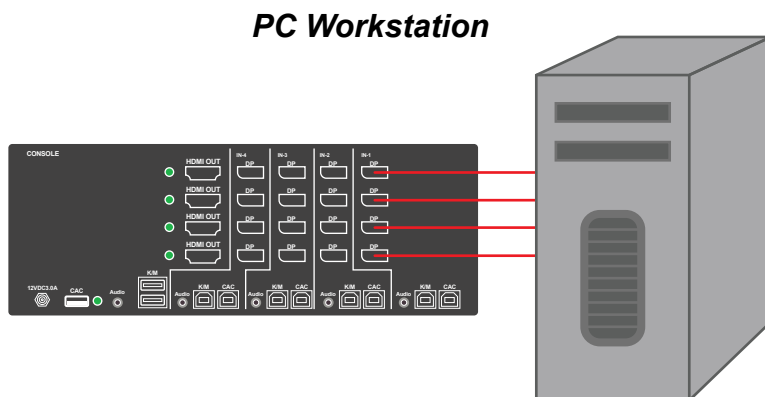 PC Workstation
CONSOLE
IN-4 IN-3 IN-2 IN-1
HDMI OUT DP DP DP DP
HDMI OUT DP DP DP DP
HDMI OUT DP DP DP DP
HDMI OUT DP DP DP DP
K/M
12VDC3.0A CAC Audio Audio K/M CAC Audio K/M CAC Audio K/M CAC Audio K/M CAC